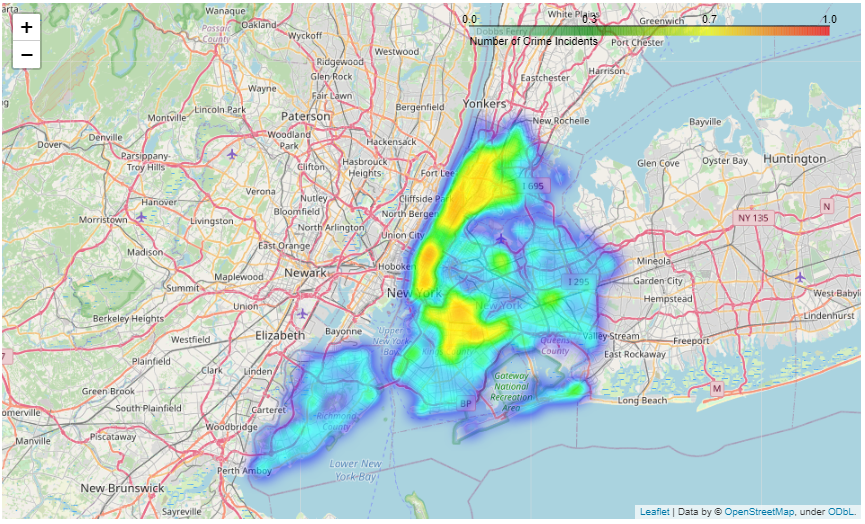 +
−
0.0 0.3 0.7 1.0
Number of Crime Incidents
Wanaque
White Plains
Oakland
Greenwich
Passaic
County
Wyckoff
Dobbs Ferry
Port Chester
Westwood
Ridgewood
Eastchester
Harrison
Glen Rock
Wayne
Fair Lawn
Bergenfield
Yonkers
Lincoln Park
Paterson
Montville
New Rochelle
Bayville
Denville
Woodland
Park
Hackensack
Dover
Parsippany-
Troy Hills
Clifton
Hasbrouck
Heights
Fort Lee
Glen Cove
Oyster Bay
Huntington
I 695
Verona
Nutley
Cliffside Park
Hanover
Bloomfield
North Bergen
N
Morristown
Livingston
North Arlington
NY 135
Union City
East Orange
Madison
Mineola
Maplewood
Newark
Hoboken
Garden City
I 295
Summit
New York
New York
Hempstead
West Babylon
Union
Lindenhurst
Berkeley Heights
Elizabeth
Bayonne
Upper
New York
Bay
Westfield
Valley Stream
Freeport
Queens
County
Kings County
East Rockaway
7
Plainfield
Clark
Linden
Gateway
National
Recreation
Area
Green Brook
M
South Plainfield
Carteret
BP
Long Beach
Somerville
Richmond
County
Woodbridge
Manville
Piscataway
Perth Amboy
Lower New
York Bay
New Brunswick
Sayreville
Leaflet | Data by © OpenStreetMap, under ODbL.